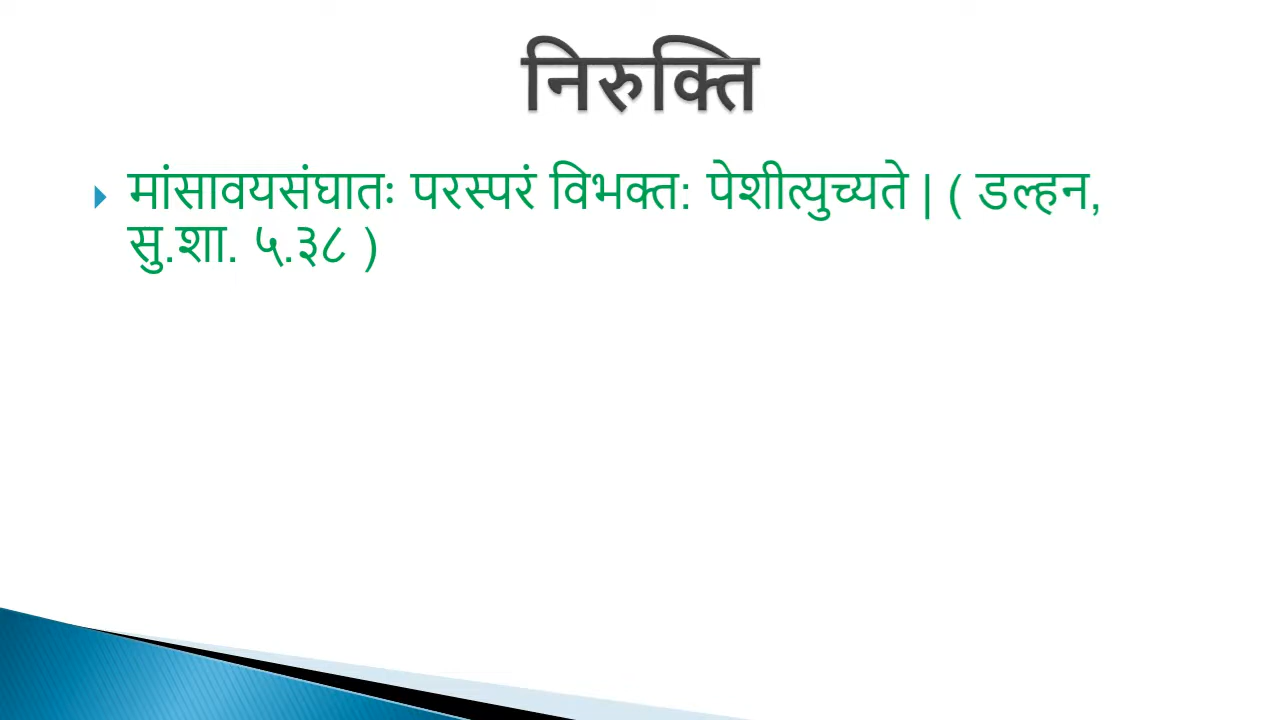 निरुक्ति
मांसावयसंघातः परस्परं विभक्त: पेशीत्युच्यते | ( डल्हन,
सु.शा. ५.३८ )